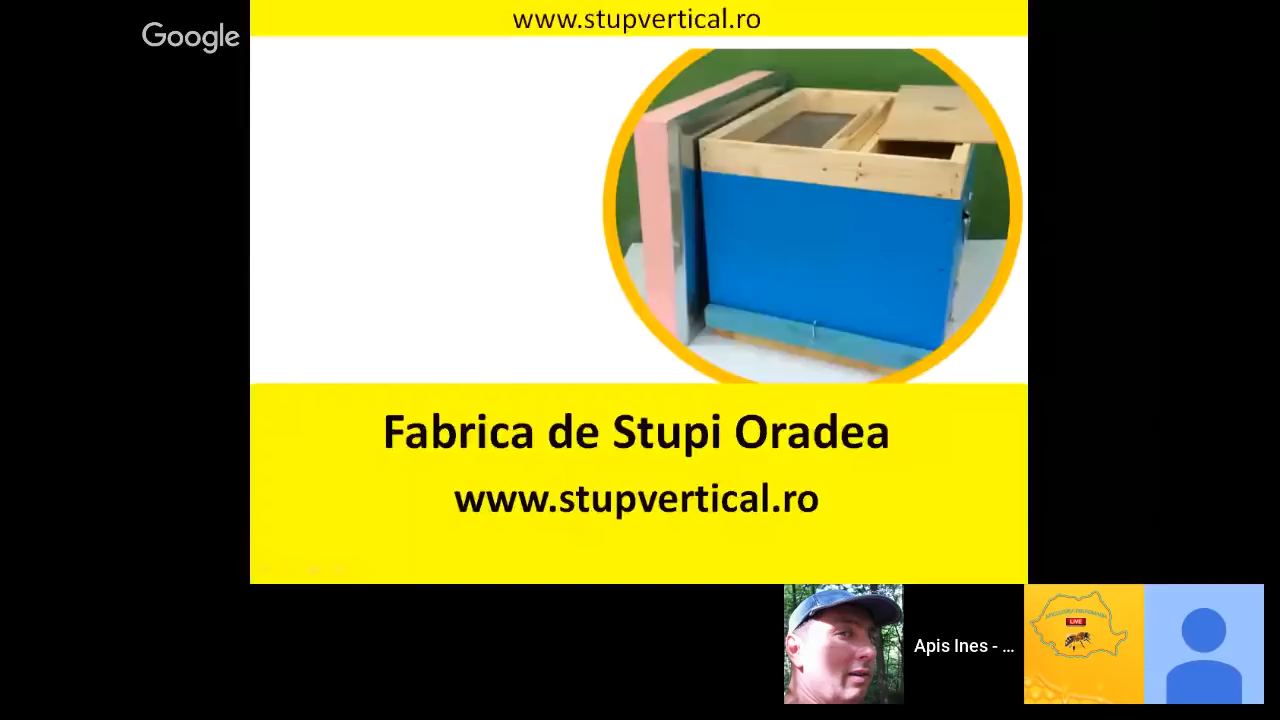 www.stupvertical.ro
Google
Fabrica de Stupi Oradea
www.stupvertical.ro
Apis Ines - ...
LIVE